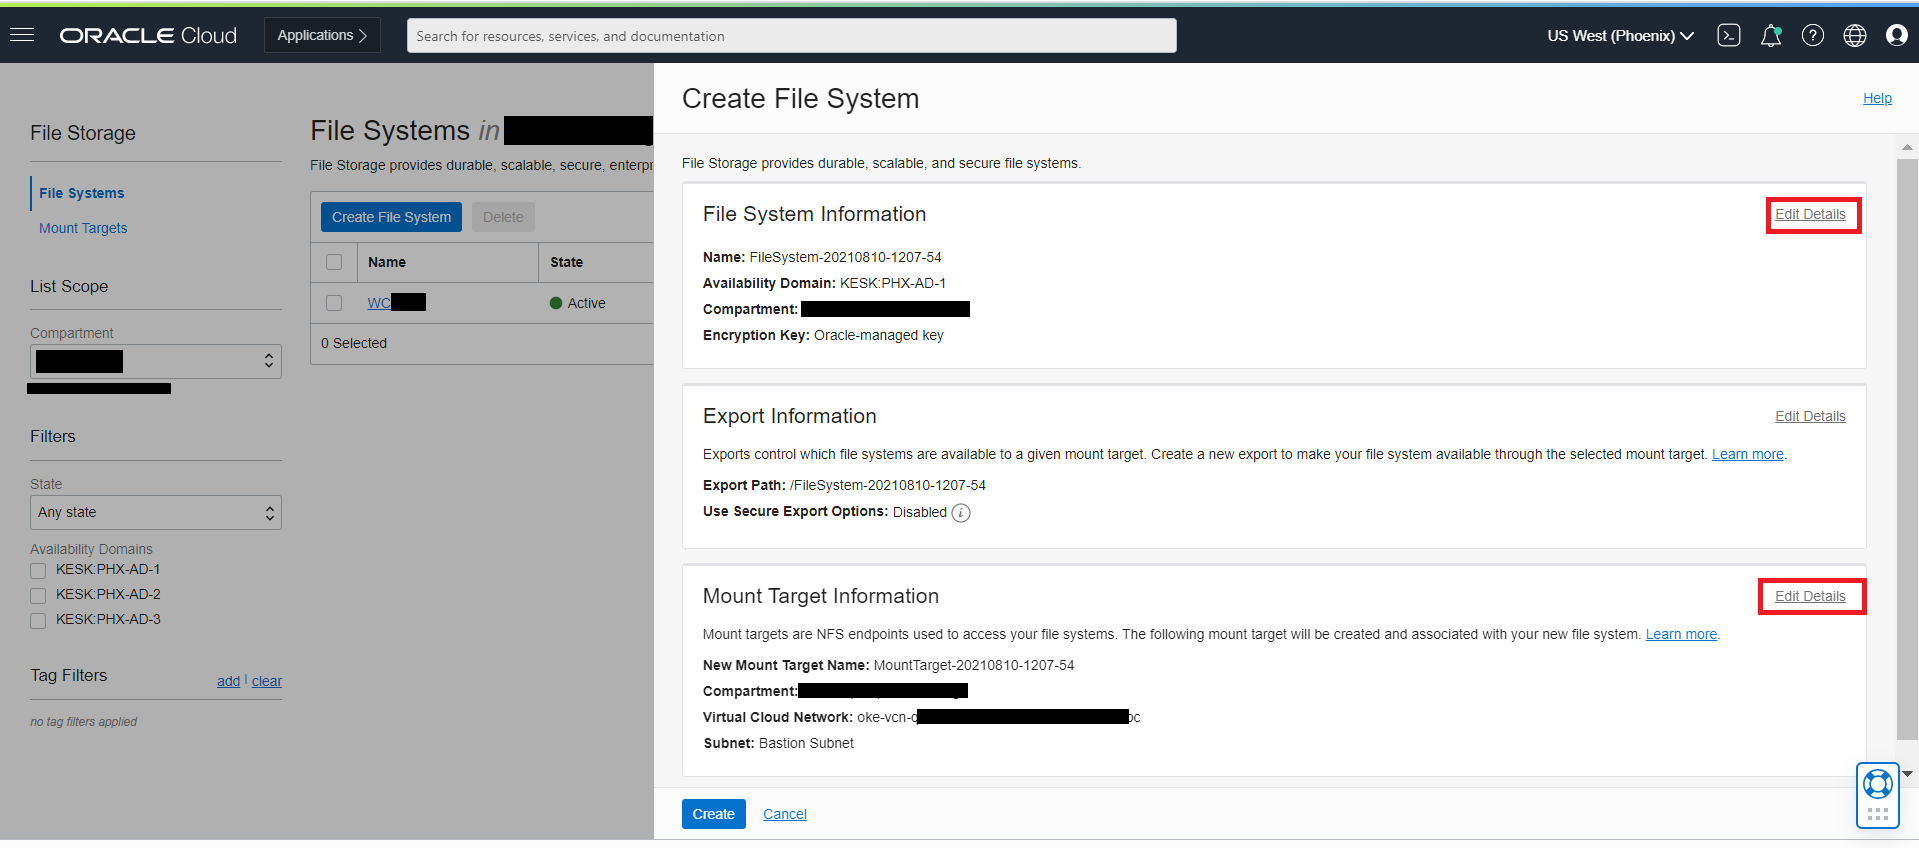 ORACLE Cloud
Applications
Search for resources, services, and documentation
US West (Phoenix)
File Storage
File Systems
Mount Targets
List Scope
Compartment
Filters
State
Any state
Availability Domains
KESK:PHX-AD-1
KESK:PHX-AD-2
KESK:PHX-AD-3
Tag Filters
add | clear
no tag filters applied
File Systems in
File Storage provides durable, scalable, secure, enterpr
Create File System
Delete
Name
State
WC
Active
0 Selected
Create File System
Help
File Storage provides durable, scalable, and secure file systems.
File System Information
Edit Details
Name: FileSystem-20210810-1207-54
Availability Domain: KESK:PHX-AD-1
Compartment:
Encryption Key: Oracle-managed key
Export Information
Edit Details
Exports control which file systems are available to a given mount target. Create a new export to make your file system available through the selected mount target. Learn more.
Export Path: /FileSystem-20210810-1207-54
Use Secure Export Options: Disabled
Mount Target Information
Edit Details
Mount targets are NFS endpoints used to access your file systems. The following mount target will be created and associated with your new file system. Learn more.
New Mount Target Name: MountTarget-20210810-1207-54
Compartment:
Virtual Cloud Network: oke-vcn-
Subnet: Bastion Subnet
Create
Cancel